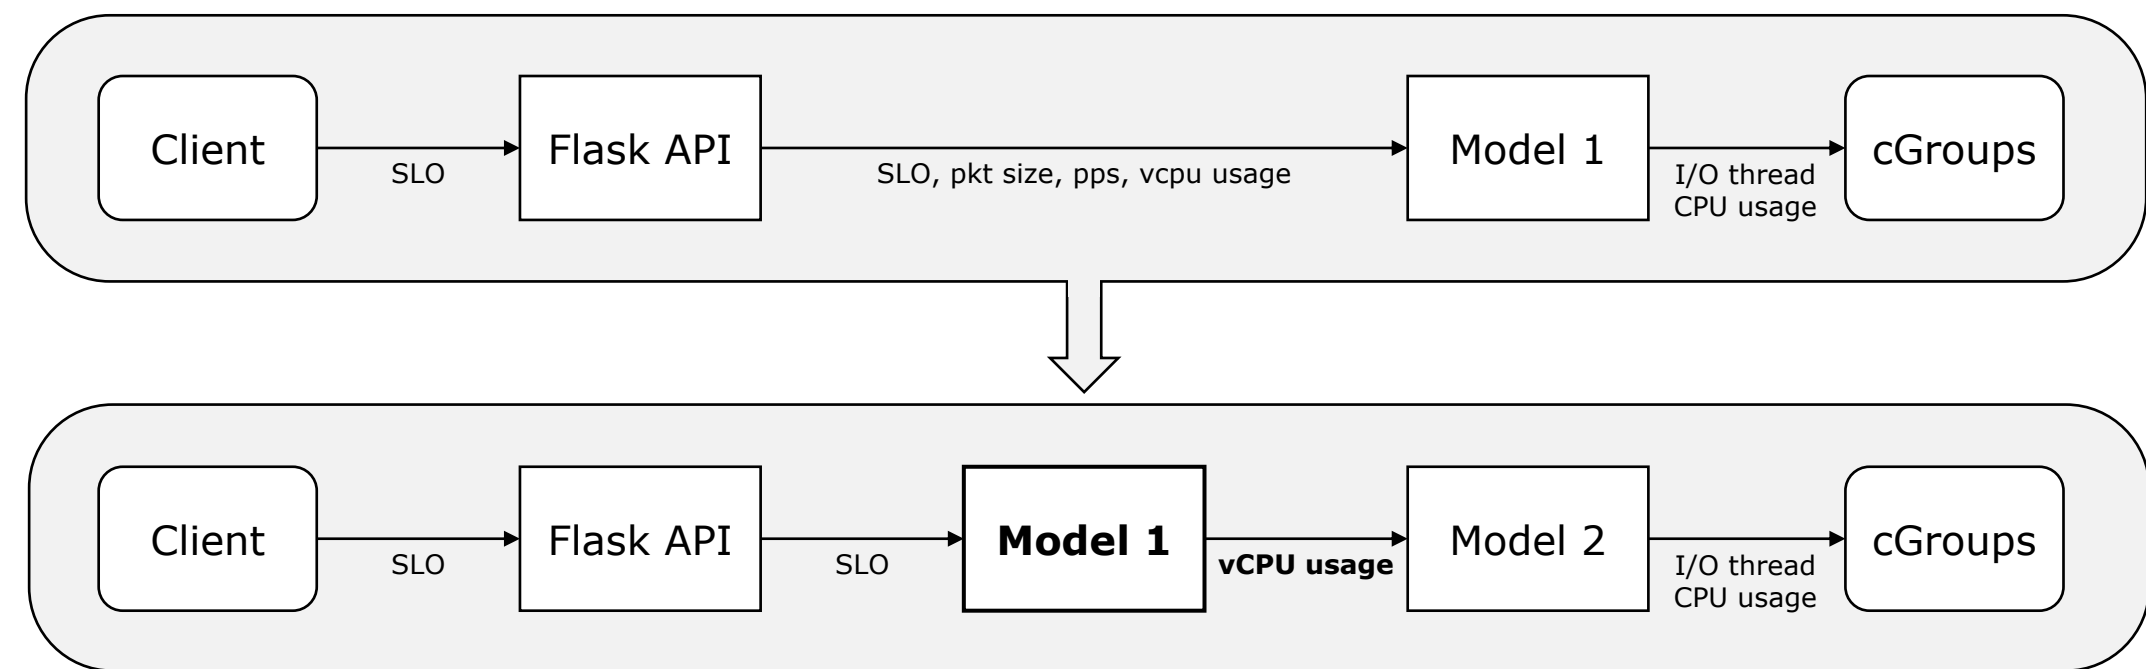 Client
SLO
Flask API
SLO, pkt size, pps, vcpu usage
Model 1
I/O thread
CPU usage
cGroups
Client
SLO
Flask API
SLO
Model 1
vCPU usage
Model 2
I/O thread
CPU usage
cGroups